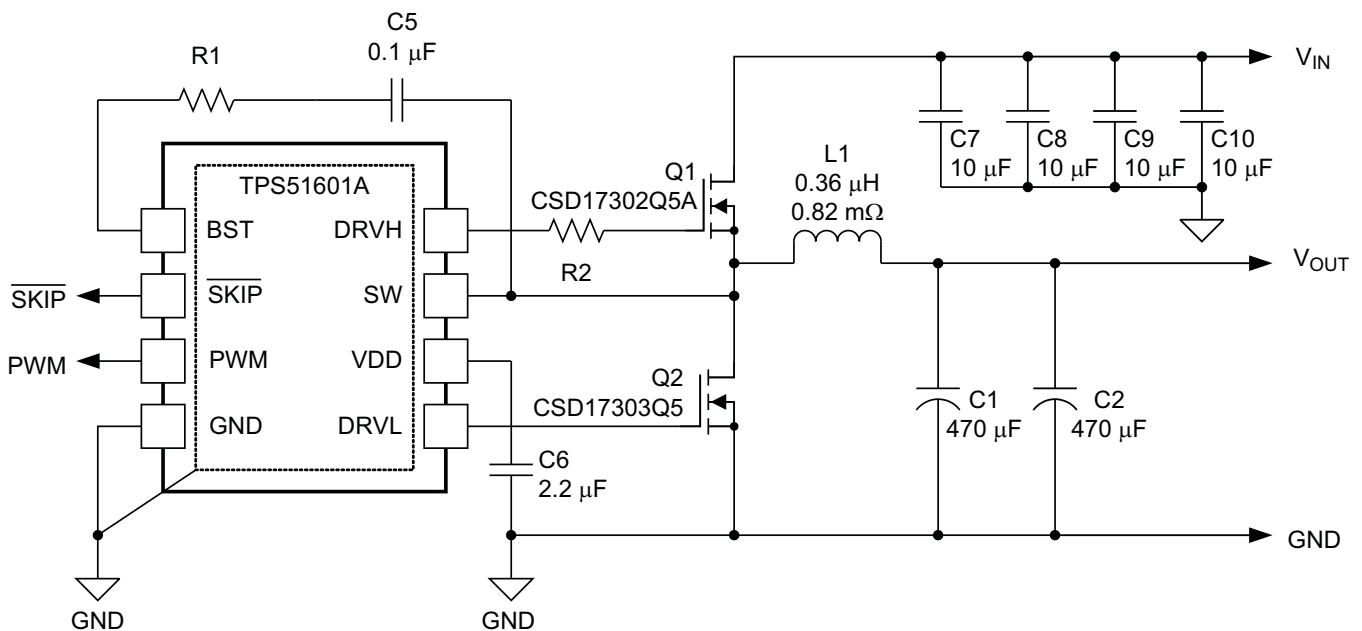 C5
0.1 μF
R1
VIN
C7
10 μF
C8
10 μF
C9
10 μF
C10
10 μF
L1
0.36 μH
0.82 mΩ
Q1
CSD17302Q5A
TPS51601A
BST
DRVH
R2
VOUT
SKIP
SKIP
SW
PWM
PWM
VDD
Q2
CSD17303Q5
GND
DRVL
C1
470 μF
C2
470 μF
C6
2.2 μF
GND
GND
GND